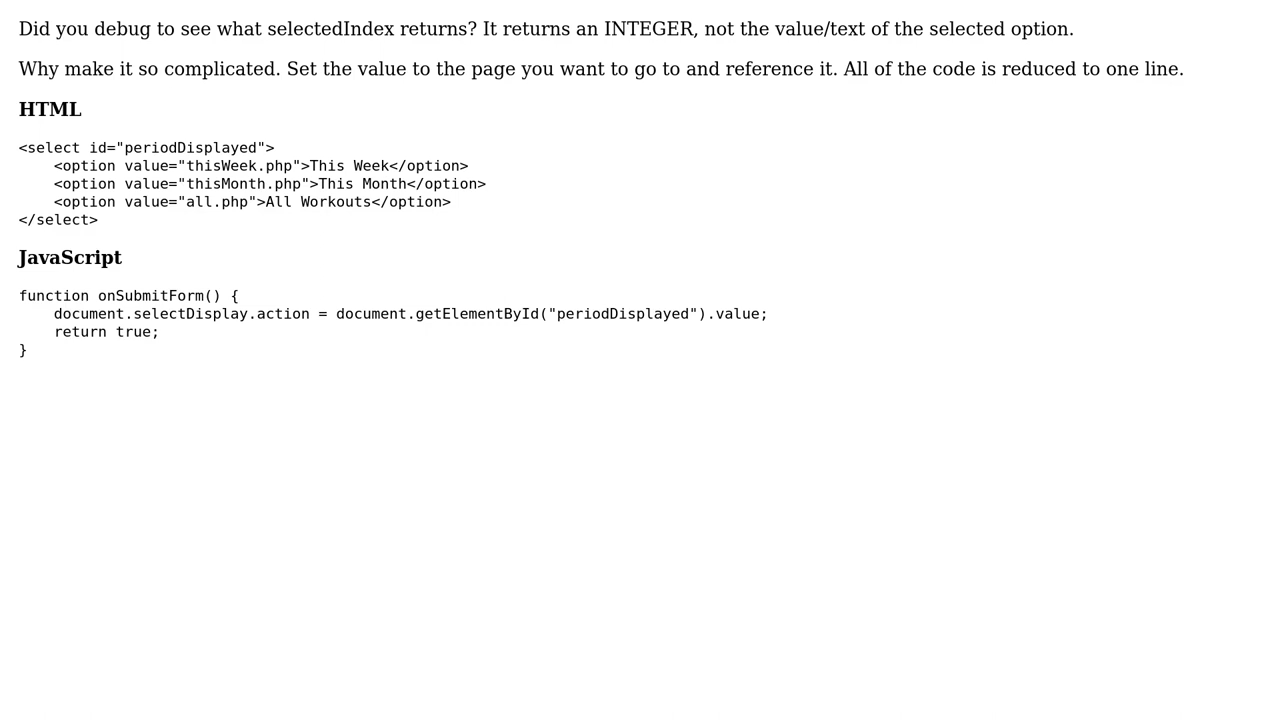 Did you debug to see what selectedIndex returns? It returns an INTEGER, not the value/text of the selected option.
Why make it so complicated. Set the value to the page you want to go to and reference it. All of the code is reduced to one line.
HTML
<select id="periodDisplayed">
    <option value="thisWeek.php">This Week</option>
    <option value="thisMonth.php">This Month</option>
    <option value="all.php">All Workouts</option>
</select>
JavaScript
function onSubmitForm() {
    document.selectDisplay.action = document.getElementById("periodDisplayed").value;
    return true;
}